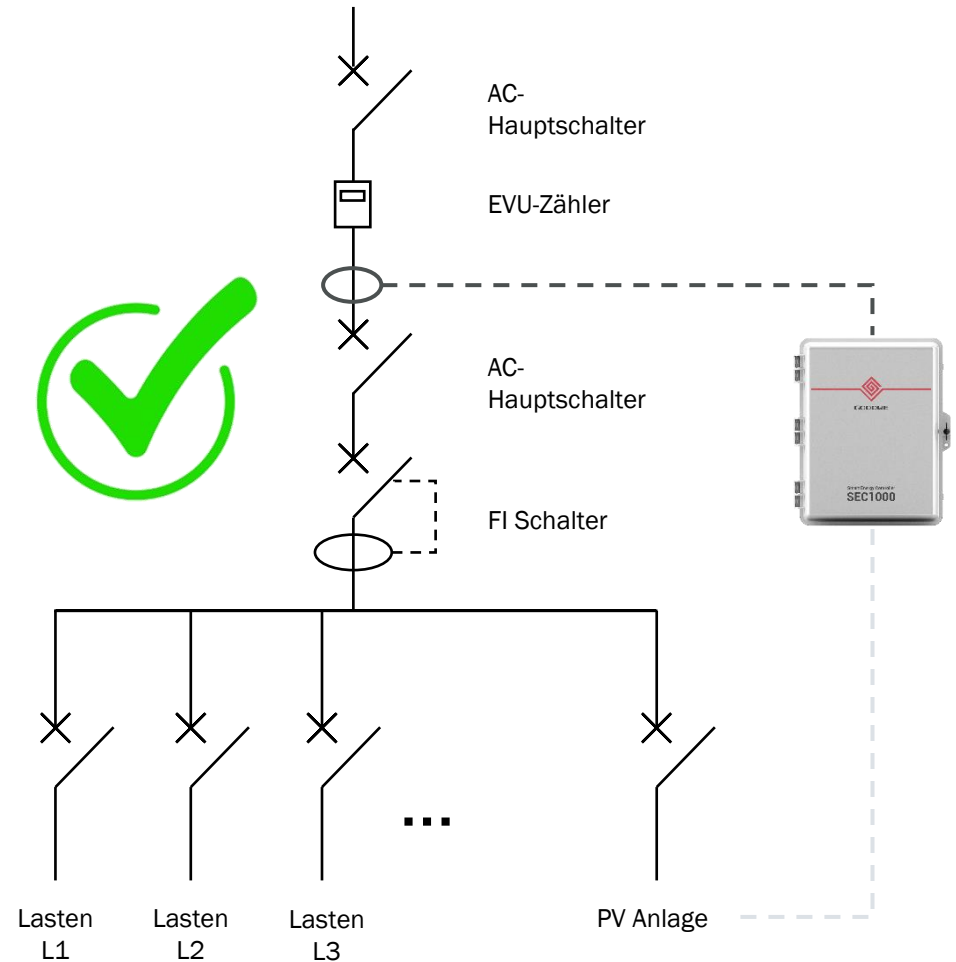 AC-
Hauptschalter
EVU-Zähler
AC-
Hauptschalter
GOODWE
SEC1000
FI Schalter
Lasten
L1
Lasten
L2
Lasten
L3
...
PV Anlage